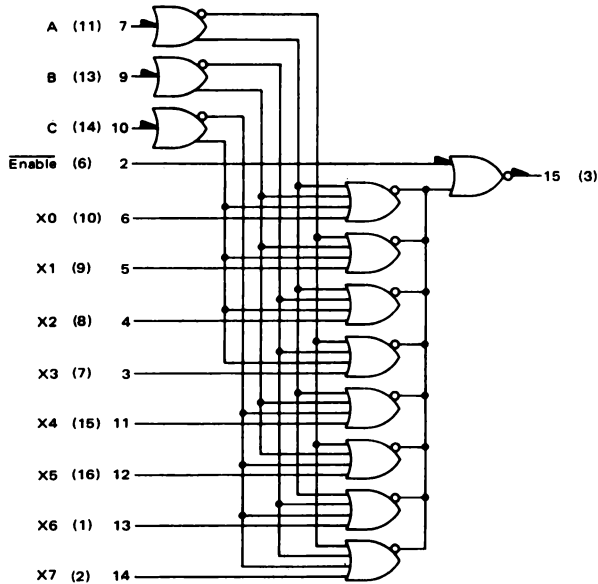 A (11) 7
B (13) 9
C (14) 10
Enable (6) 2
15 (3)
X0 (10) 6
X1 (9) 5
X2 (8) 4
X3 (7) 3
X4 (15) 11
X5 (16) 12
X6 (1) 13
X7 (2) 14